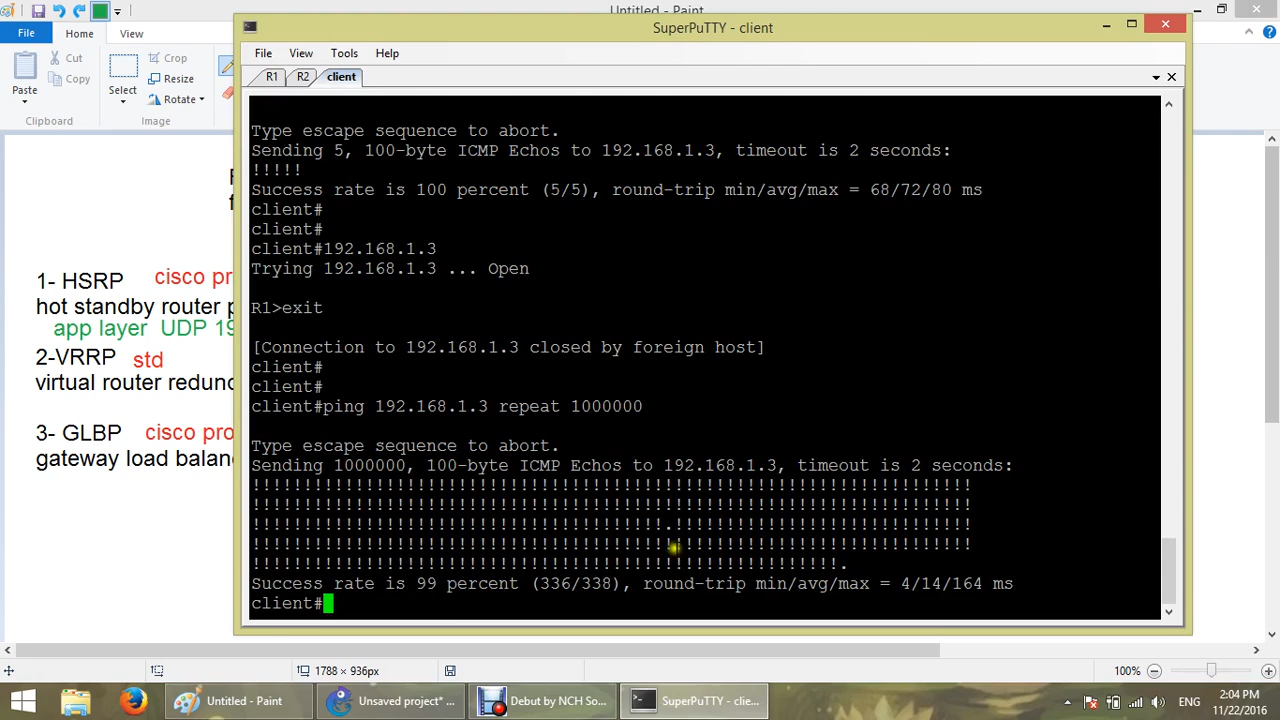 Untitled - Paint
File Home View
Paste
Cut
Copy
Clipboard
Select
Crop
Resize
Rotate
Image
1- HSRP cisco pr
hot standby router p
app layer UDP 19
2-VRRP std
virtual router redun
3- GLBP cisco pro
gateway load balan
SuperPuTTY - client
File View Tools Help
R1 R2 client
Type escape sequence to abort.
Sending 5, 100-byte ICMP Echos to 192.168.1.3, timeout is 2 seconds:
!!!!!
Success rate is 100 percent (5/5), round-trip min/avg/max = 68/72/80 ms
client#
client#
client#192.168.1.3
Trying 192.168.1.3 ... Open
R1>exit
[Connection to 192.168.1.3 closed by foreign host]
client#
client#
client#ping 192.168.1.3 repeat 1000000
Type escape sequence to abort.
Sending 1000000, 100-byte ICMP Echos to 192.168.1.3, timeout is 2 seconds:
!!!!!!!!!!!!!!!!!!!!!!!!!!!!!!!!!!!!!!!!!!!!!!!!!!!!!!!!!!!!!!!!!!!!!!
!!!!!!!!!!!!!!!!!!!!!!!!!!!!!!!!!!!!!!!!!!!!!!!!!!!!!!!!!!!!!!!!!!!!!!
!!!!!!!!!!!!!!!!!!!!!!!!!!!!!!!!!!!!!!!!.!!!!!!!!!!!!!!!!!!!!!!!!!!!!!
!!!!!!!!!!!!!!!!!!!!!!!!!!!!!!!!!!!!!!!!!!!!!!!!!!!!!!!!!!!!!!!!!!!!!!
!!!!!!!!!!!!!!!!!!!!!!!!!!!!!!!!!!!!!!!!!!!!!!!!!!!!!!!!!.
Success rate is 99 percent (336/338), round-trip min/avg/max = 4/14/164 ms
client#
1788 × 936px
100%
Untitled - Paint
Unsaved project* ...
Debut by NCH So...
SuperPuTTY - clie...
ENG
2:04 PM
11/22/2016